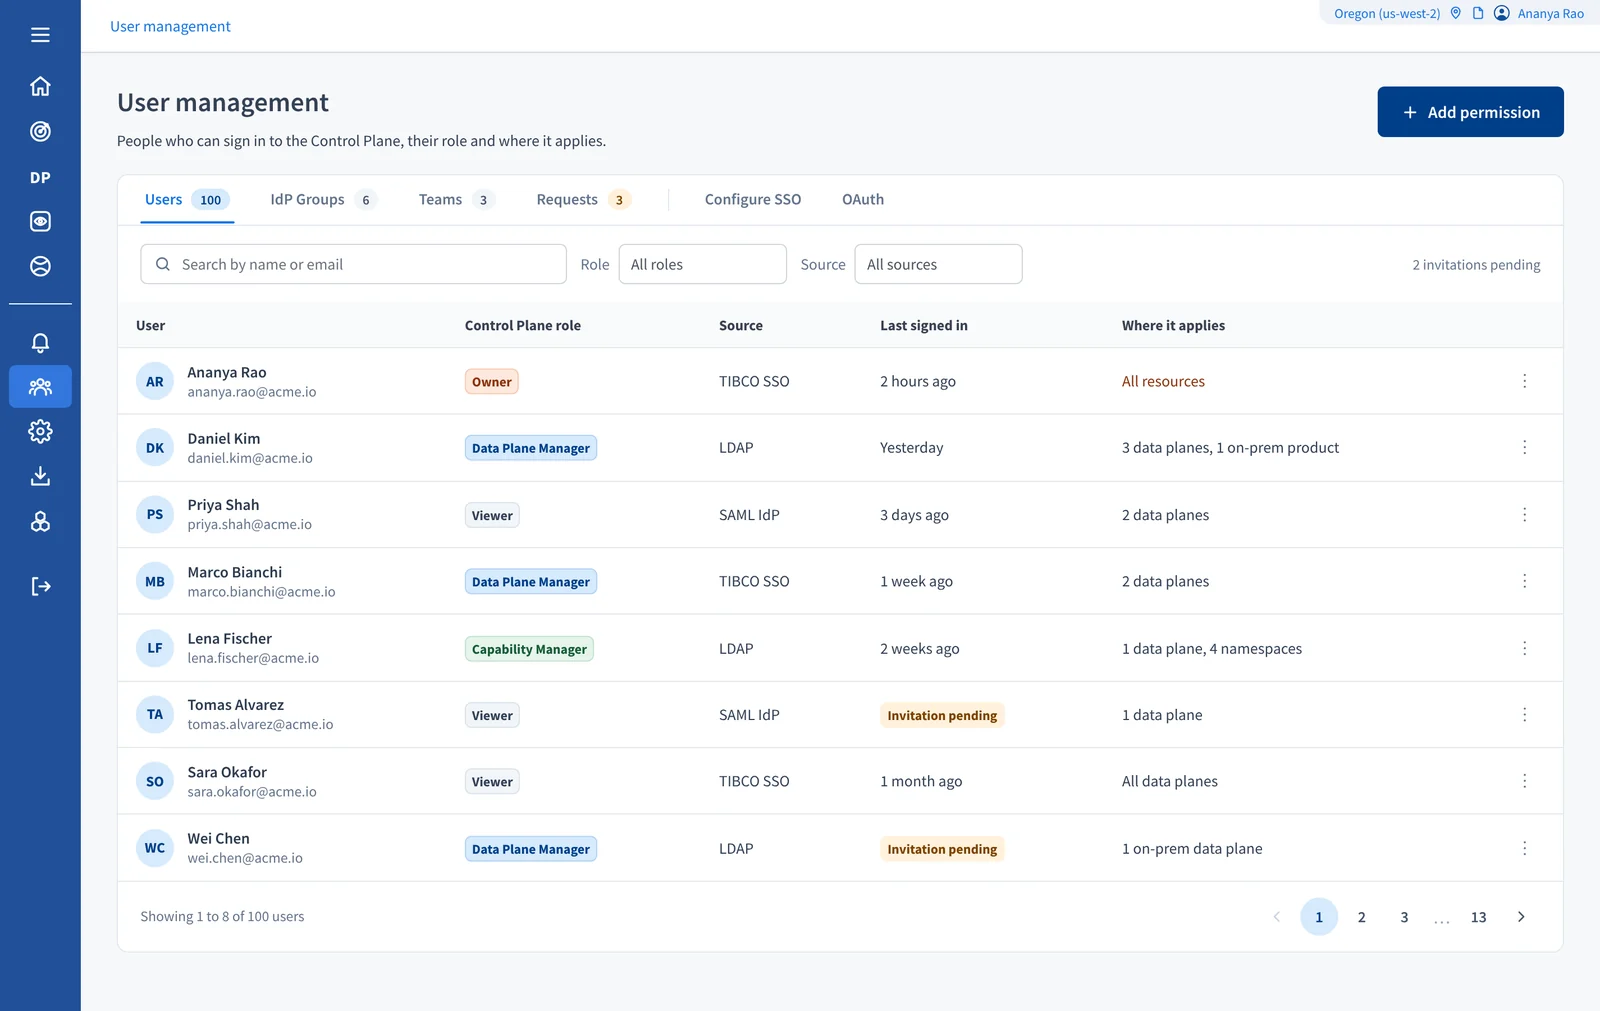 User management
Oregon (us-west-2) Ananya Rao
DP
User management
People who can sign in to the Control Plane, their role and where it applies.
+ Add permission
Users 100 IdP Groups 6 Teams 3 Requests 3 Configure SSO OAuth
Search by name or email Role All roles Source All sources 2 invitations pending
User Control Plane role Source Last signed in Where it applies
AR Ananya Rao
ananya.rao@acme.io
Owner TIBCO SSO 2 hours ago All resources
DK Daniel Kim
daniel.kim@acme.io
Data Plane Manager LDAP Yesterday 3 data planes, 1 on-prem product
PS Priya Shah
priya.shah@acme.io
Viewer SAML IdP 3 days ago 2 data planes
MB Marco Bianchi
marco.bianchi@acme.io
Data Plane Manager TIBCO SSO 1 week ago 2 data planes
LF Lena Fischer
lena.fischer@acme.io
Capability Manager LDAP 2 weeks ago 1 data plane, 4 namespaces
TA Tomas Alvarez
tomas.alvarez@acme.io
Viewer SAML IdP Invitation pending 1 data plane
SO Sara Okafor
sara.okafor@acme.io
Viewer TIBCO SSO 1 month ago All data planes
WC Wei Chen
wei.chen@acme.io
Data Plane Manager LDAP Invitation pending 1 on-prem data plane
Showing 1 to 8 of 100 users
1 2 3 ... 13